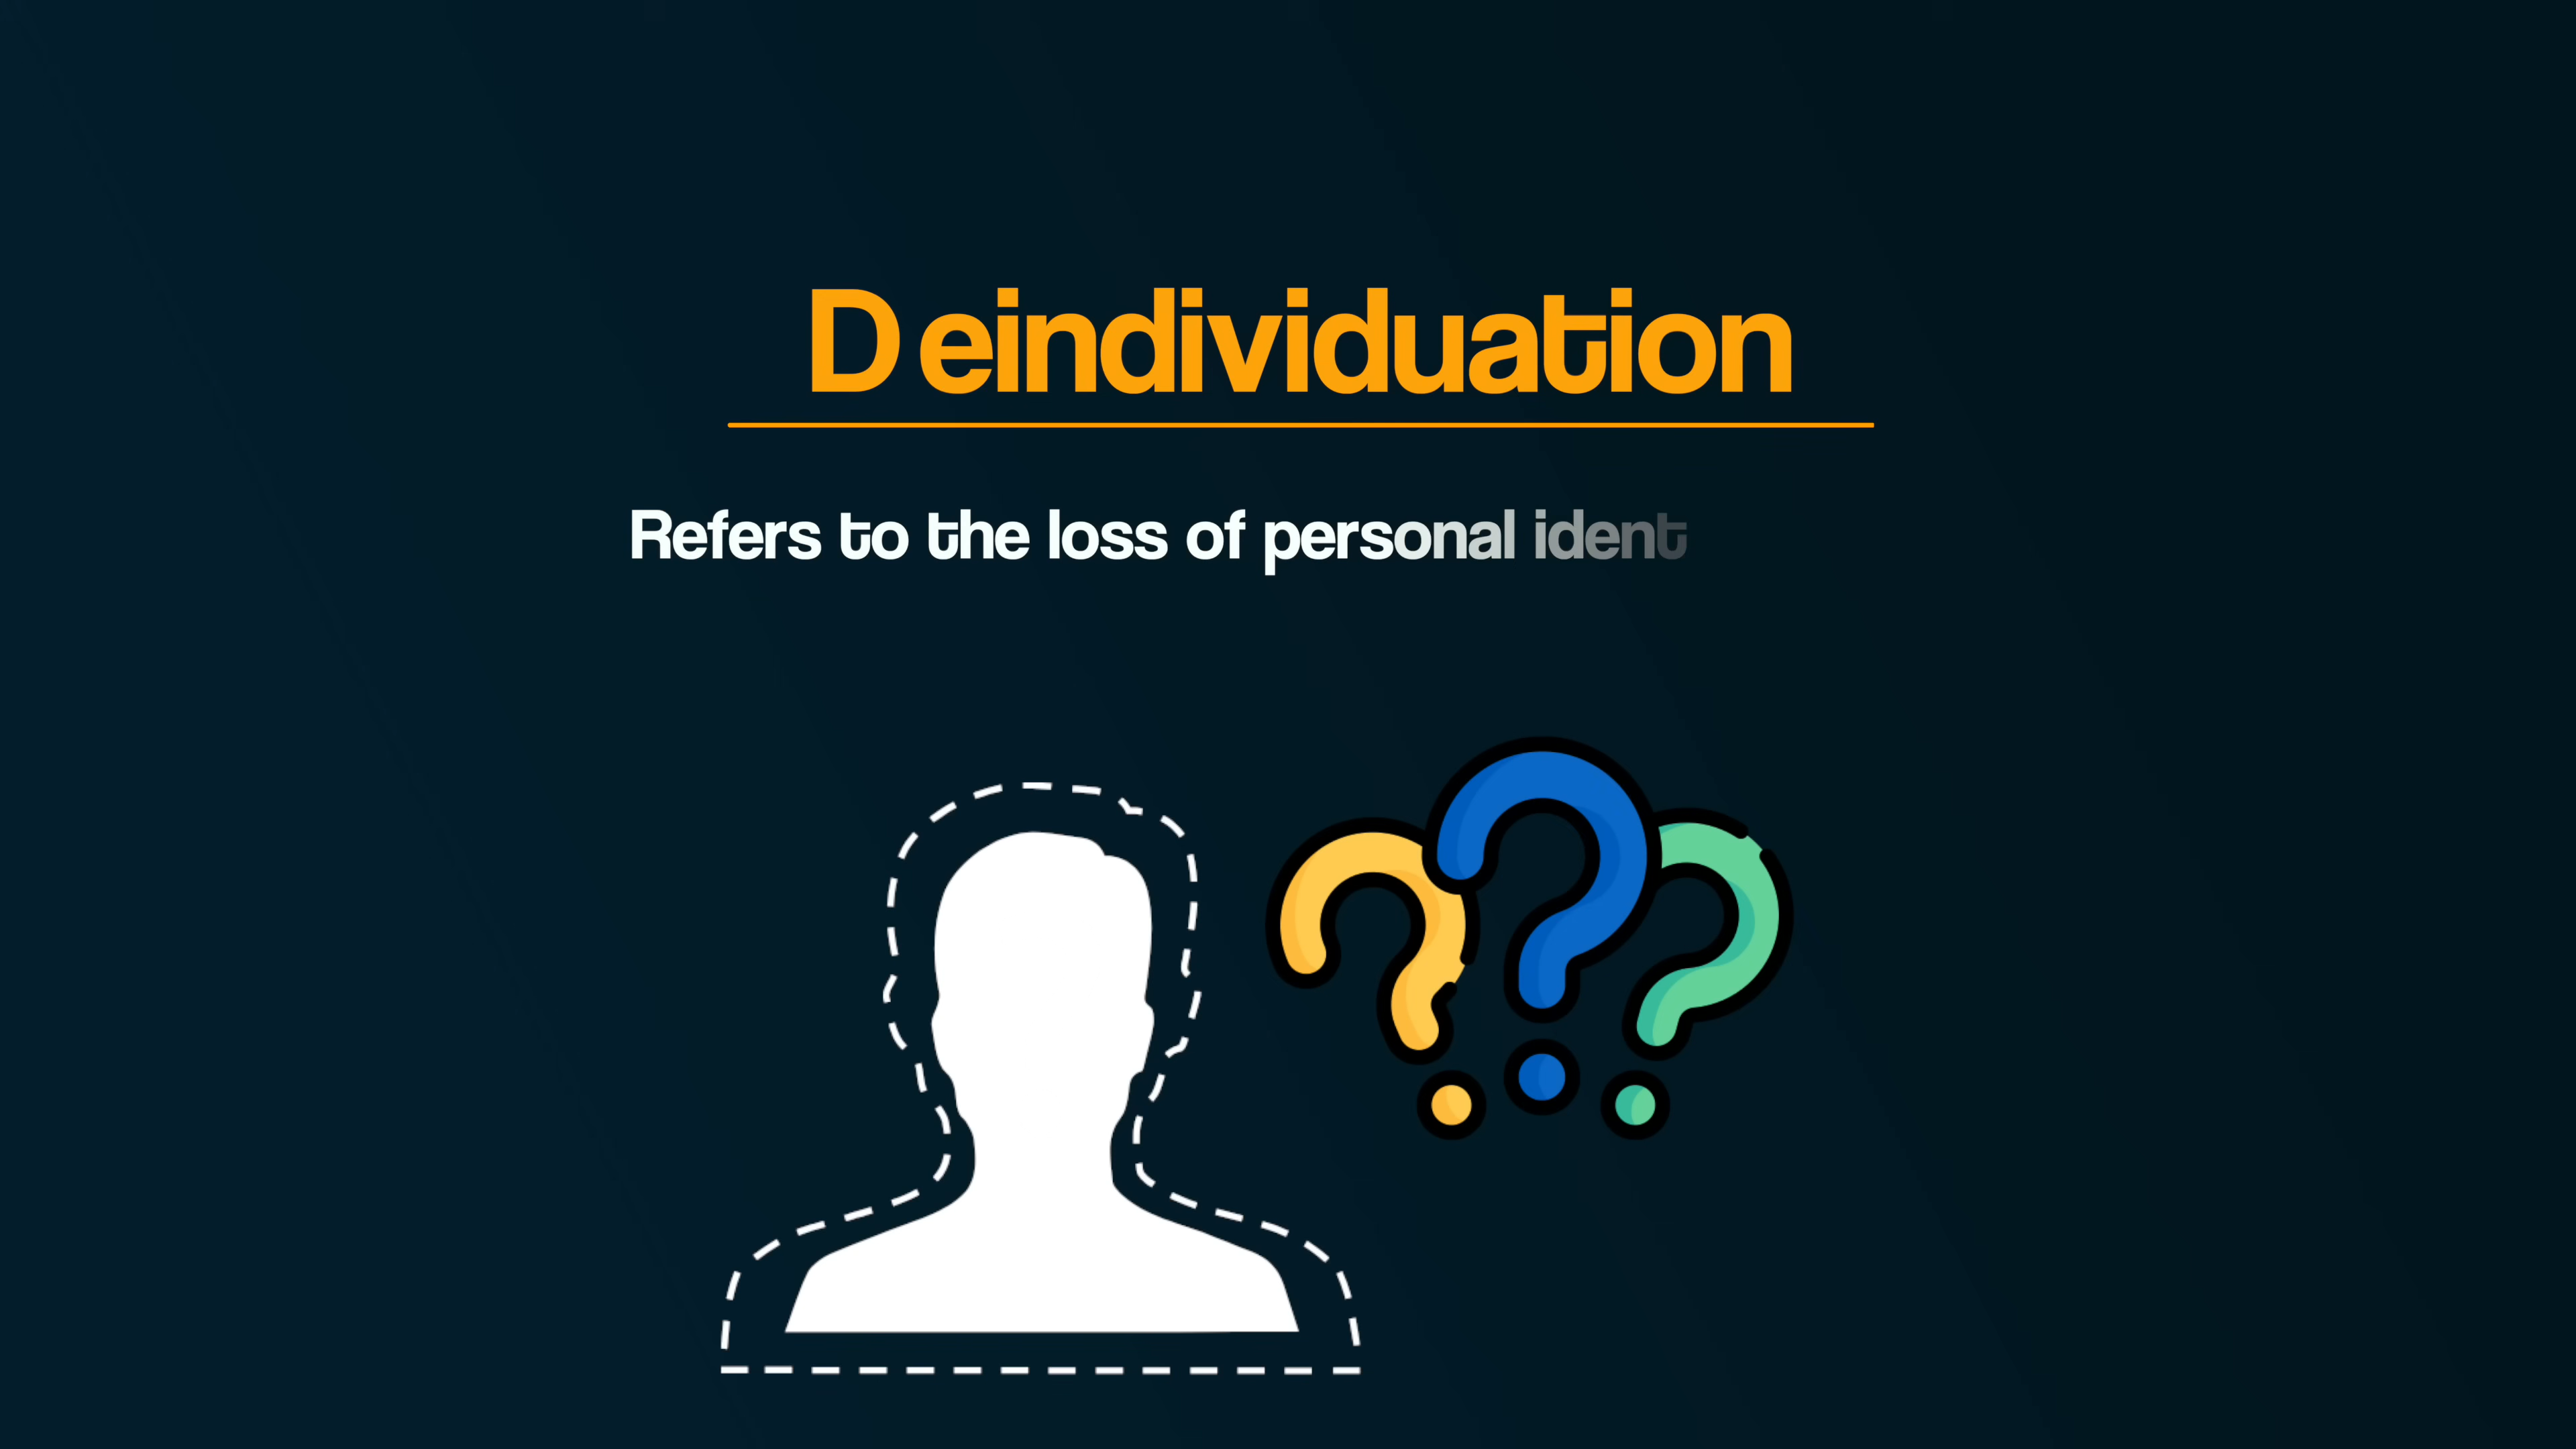 Deindividuation
Refers to the loss of personal ident